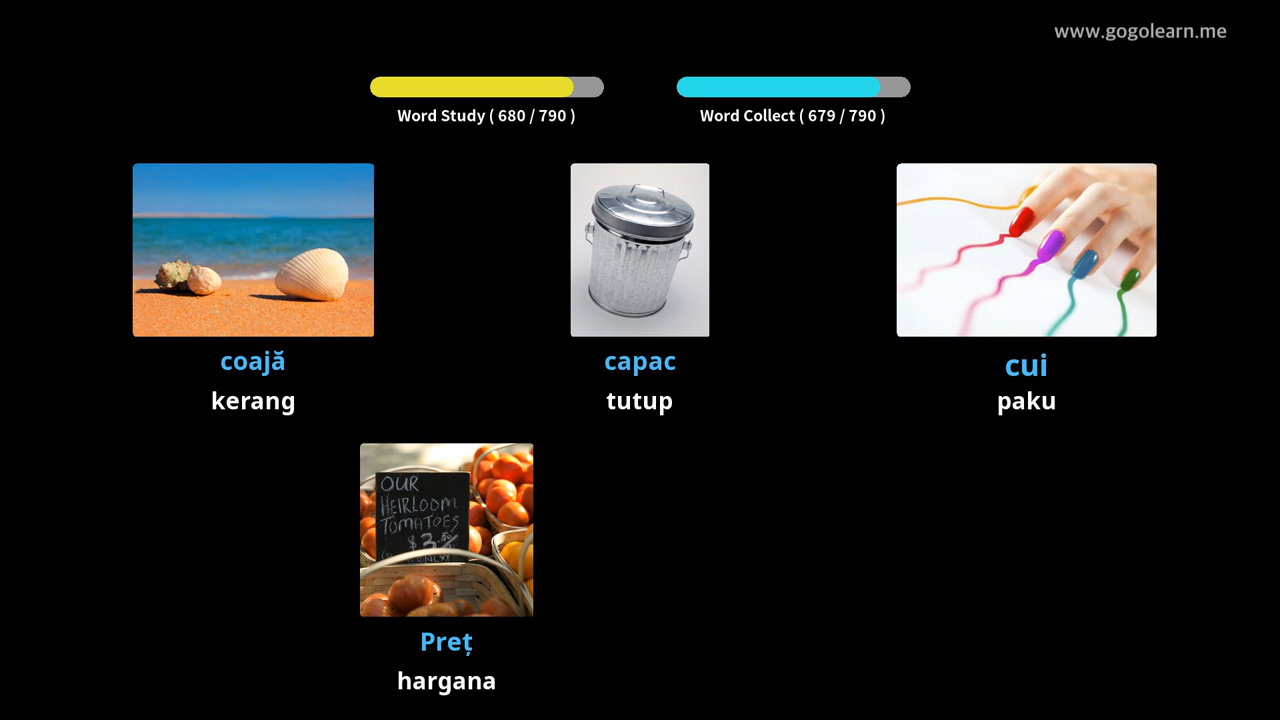 www.gogolearn.me
Word Study ( 680 / 790 )
Word Collect ( 679 / 790 )
coajă
kerang
capac
tutup
cui
paku
OUR
HEIRLOOM
TOMATOES
Preț
hargana